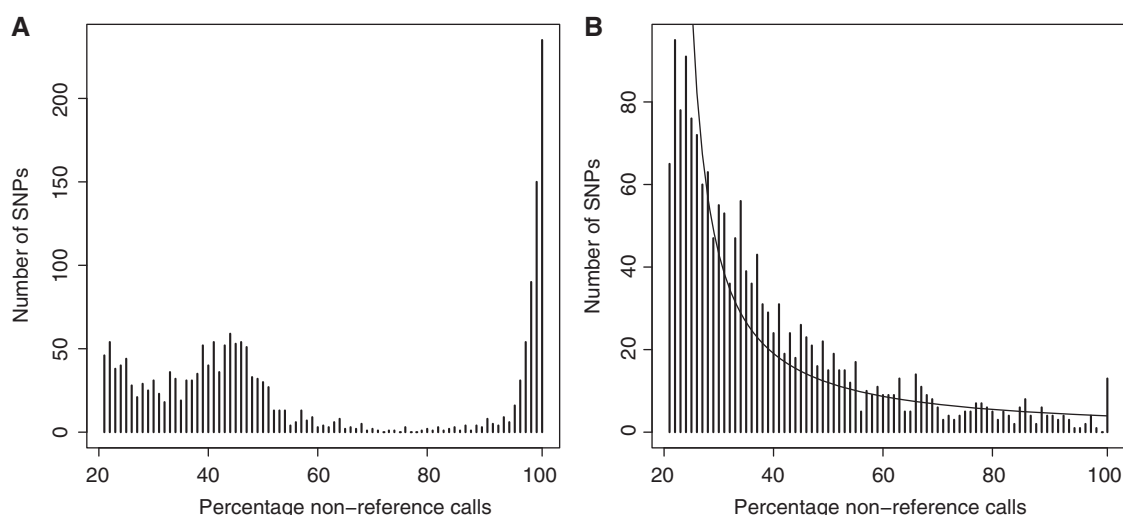 A
Number of SNPs
200
150
100
50
0
20 40 60 80 100
Percentage non−reference calls
B
Number of SNPs
80
60
40
20
0
20 40 60 80 100
Percentage non−reference calls